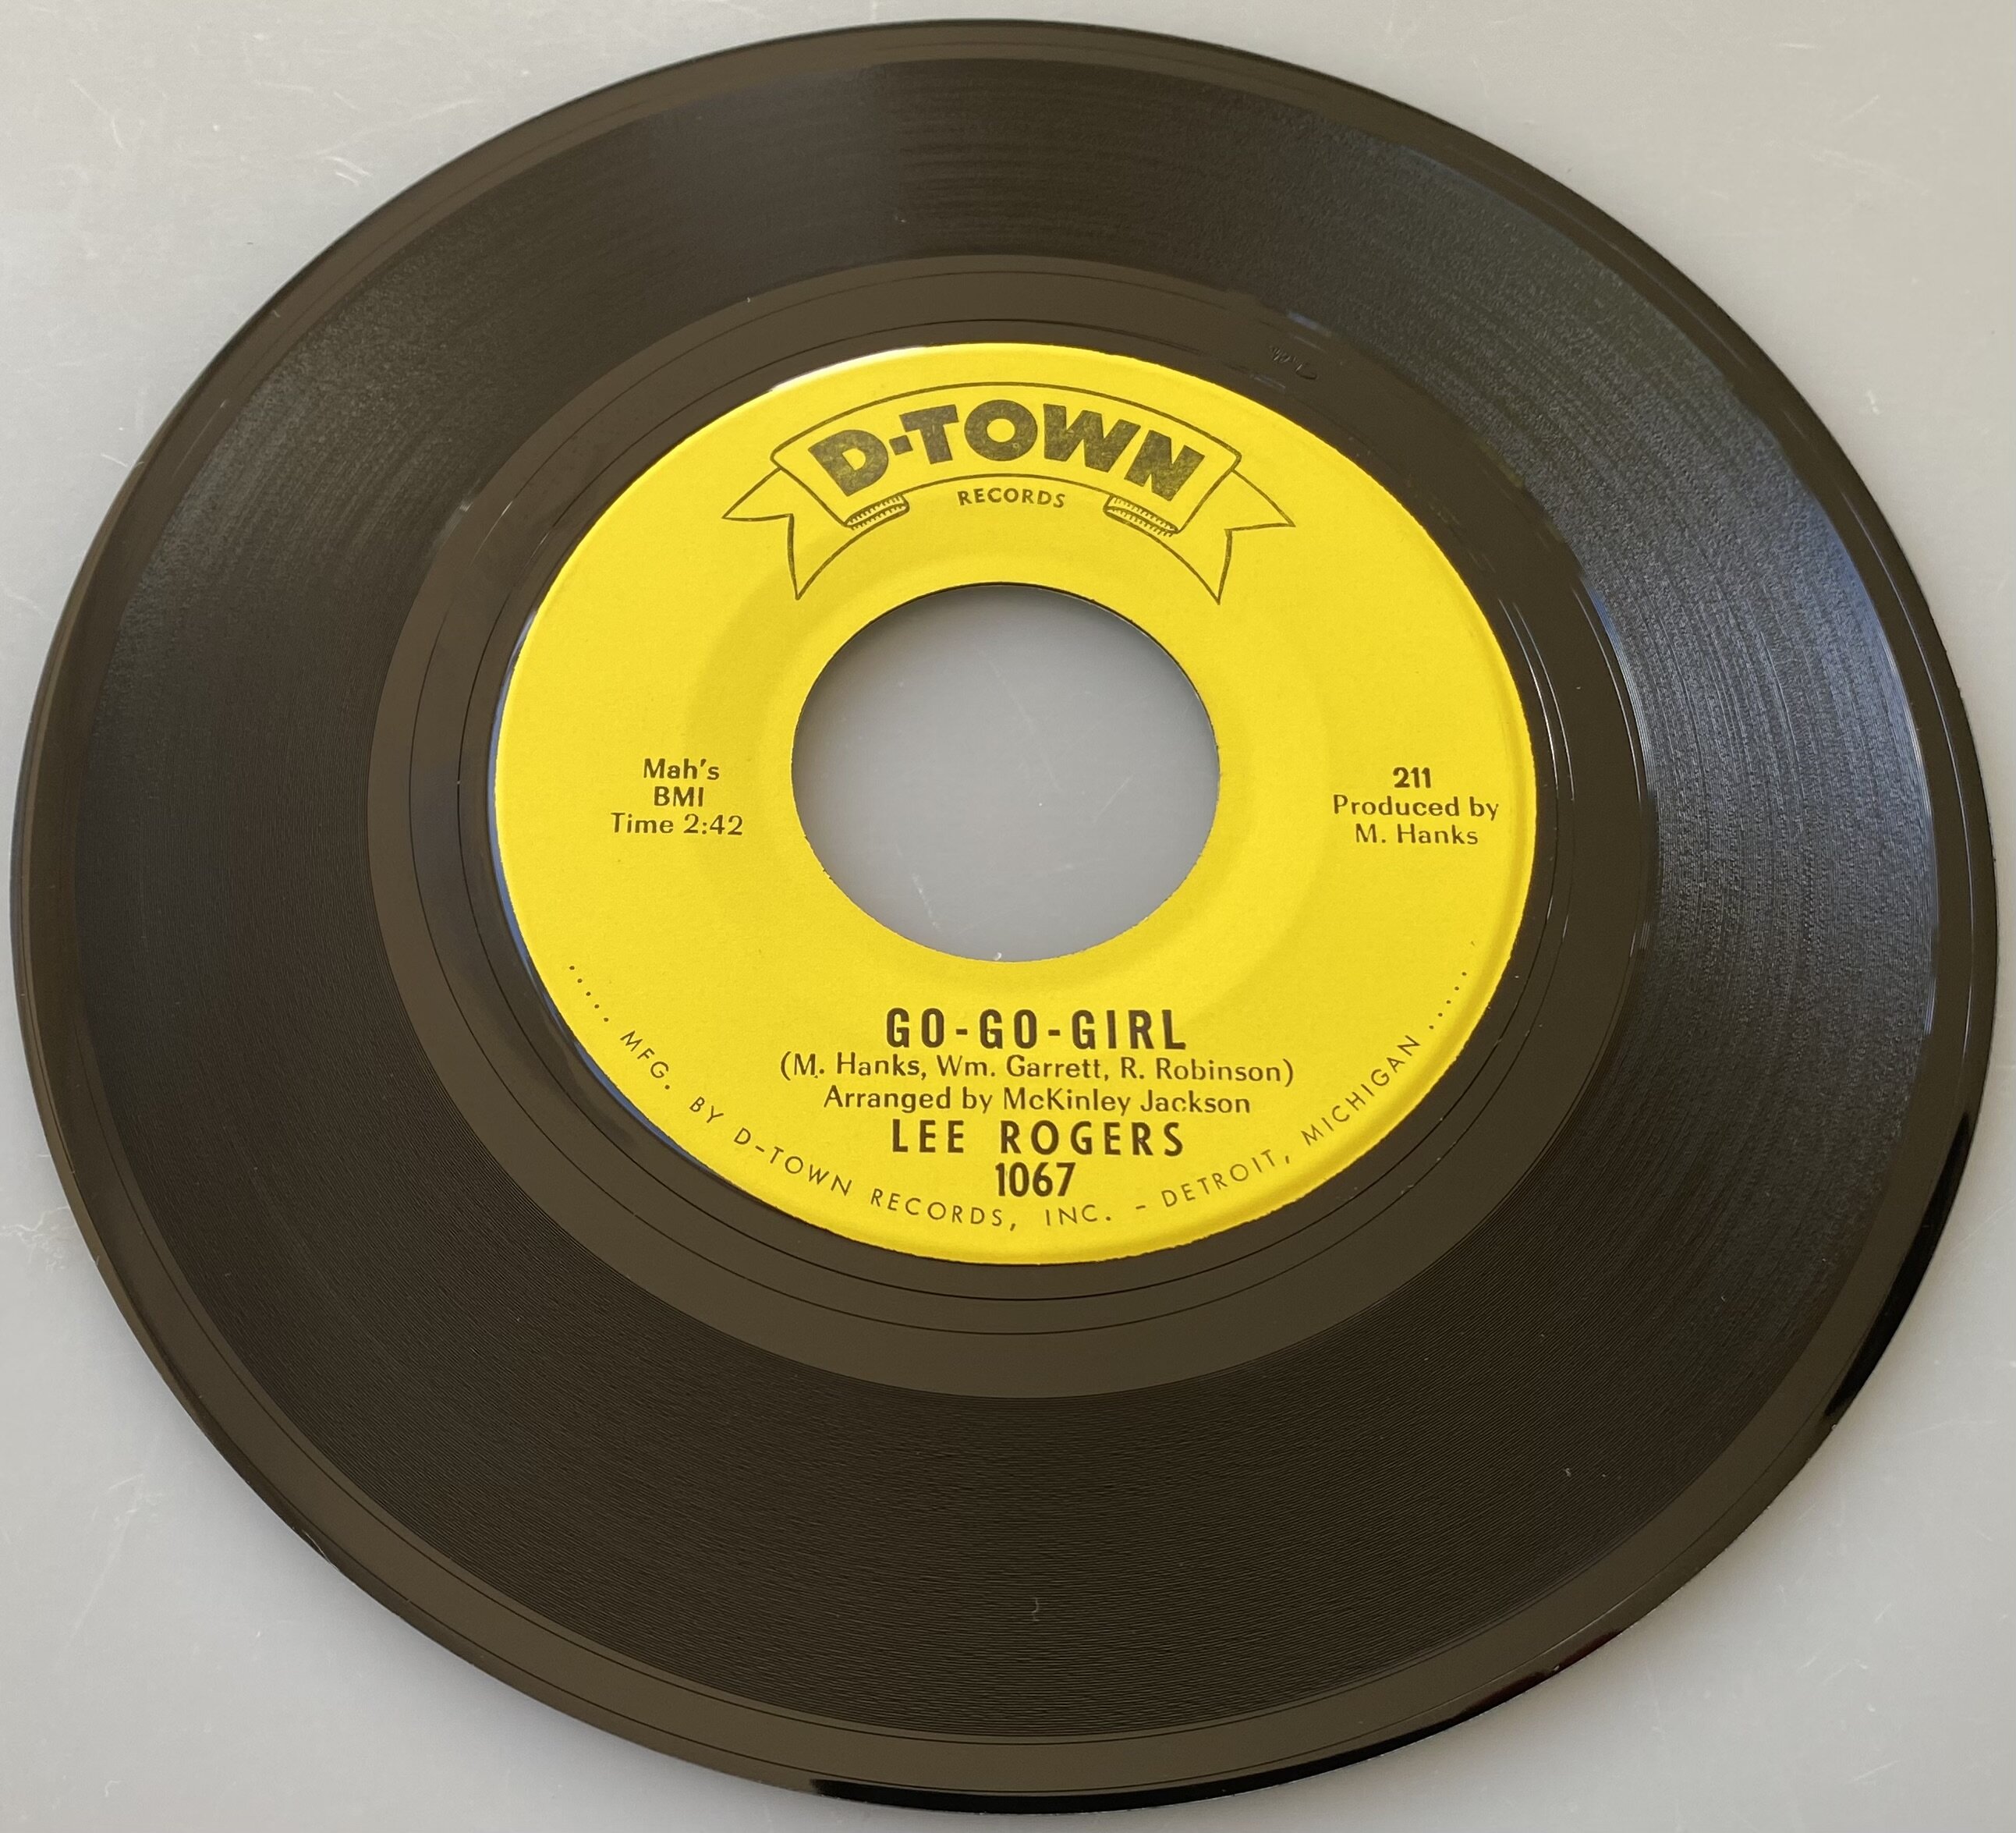 D-TOWN
RECORDS
Mah's
BMI
Time 2:42
211
Produced by
M. Hanks
GO-GO-GIRL
(M. Hanks, Wm. Garrett, R. Robinson)
Arranged by McKinley Jackson
LEE ROGERS
1067
..... MFG. BY D-TOWN RECORDS, INC. - DETROIT, MICHIGAN .....